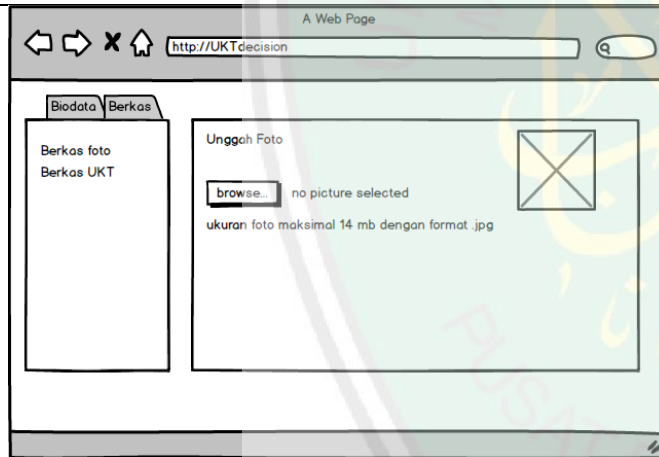 A Web Page
http://UKTdecision
Biodata Berkas
Berkas foto
Berkas UKT
Unggah Foto
browse... no picture selected
ukuran foto maksimal 14 mb dengan format .jpg
PUSAT